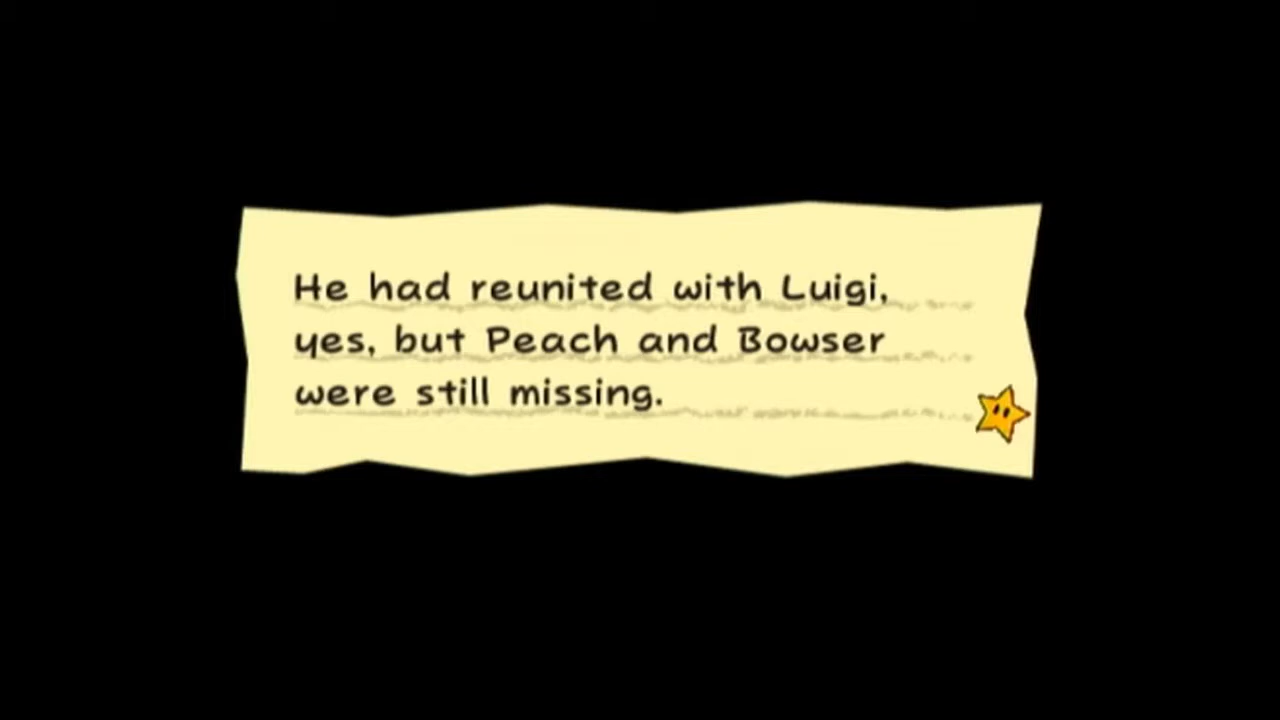 He had reunited with Luigi,
yes, but Peach and Bowser
were still missing.